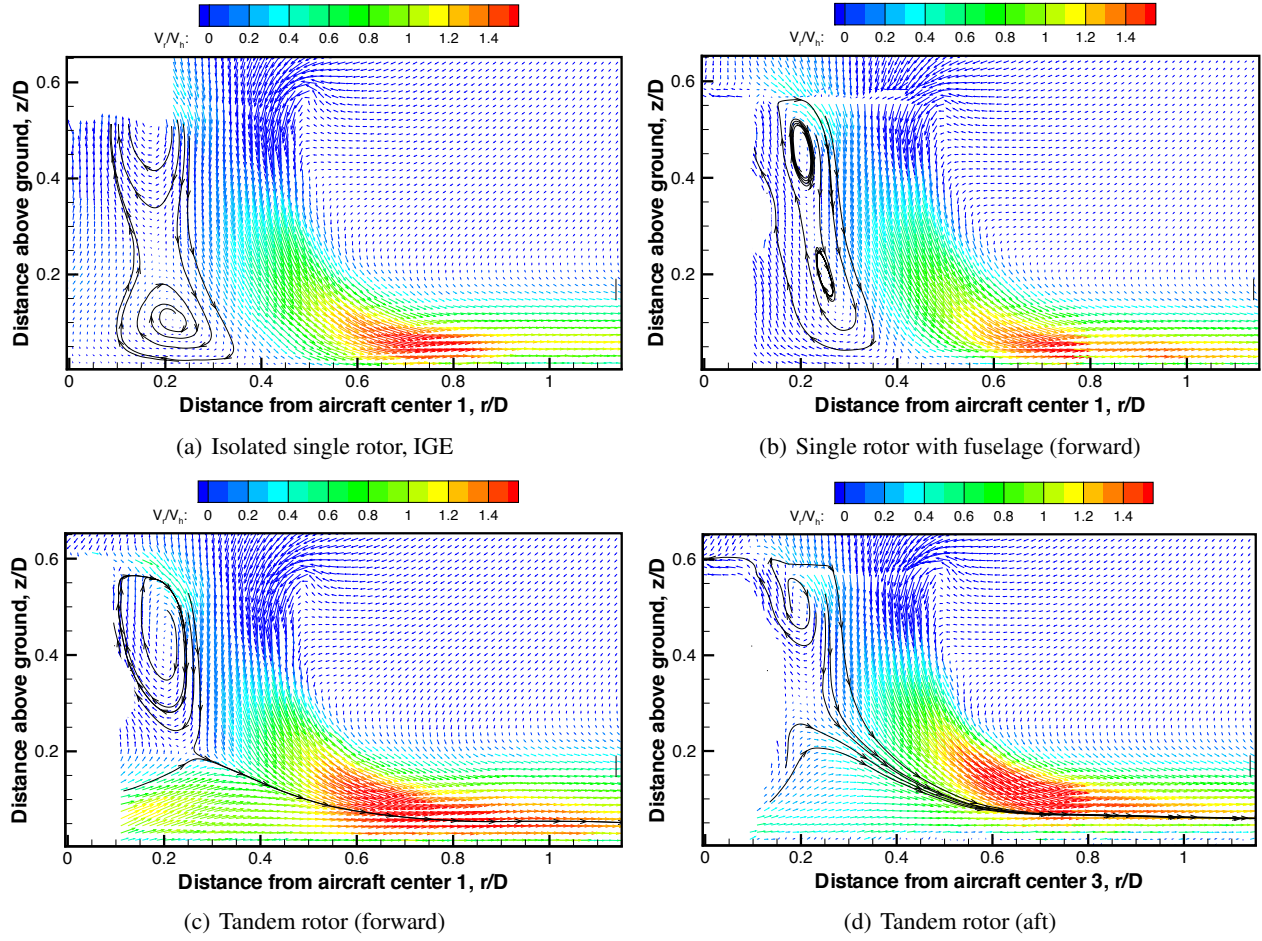 Vr/Vh: 0 0.2 0.4 0.6 0.8 1 1.2 1.4
Distance above ground, z/D
0.6
0.4
0.2
0 0.2 0.4 0.6 0.8 1
Distance from aircraft center 1, r/D
(a) Isolated single rotor, IGE
Vr/Vh: 0 0.2 0.4 0.6 0.8 1 1.2 1.4
Distance above ground, z/D
0.6
0.4
0.2
0 0.2 0.4 0.6 0.8 1
Distance from aircraft center 1, r/D
(b) Single rotor with fuselage (forward)
Vr/Vh: 0 0.2 0.4 0.6 0.8 1 1.2 1.4
Distance above ground, z/D
0.6
0.4
0.2
0 0.2 0.4 0.6 0.8 1
Distance from aircraft center 1, r/D
(c) Tandem rotor (forward)
Vr/Vh: 0 0.2 0.4 0.6 0.8 1 1.2 1.4
Distance above ground, z/D
0.6
0.4
0.2
0 0.2 0.4 0.6 0.8 1
Distance from aircraft center 3, r/D
(d) Tandem rotor (aft)